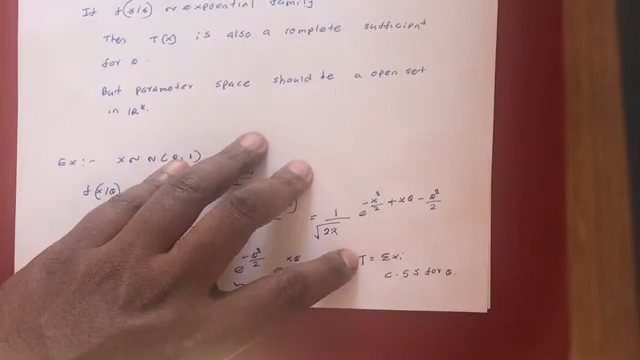 If f(x|θ) ~ exponential family
Then T(X) is also a complete sufficient
for θ.
But parameter space should be a open set
in ℝᵏ.
Ex:- X ~ N(θ,1)
f(x|θ)
= 1/√2π e^(-x²/2 + xθ - θ²/2)
e^(-θ²/2) e^(xθ) T = Σxᵢ
C.S.S for θ.